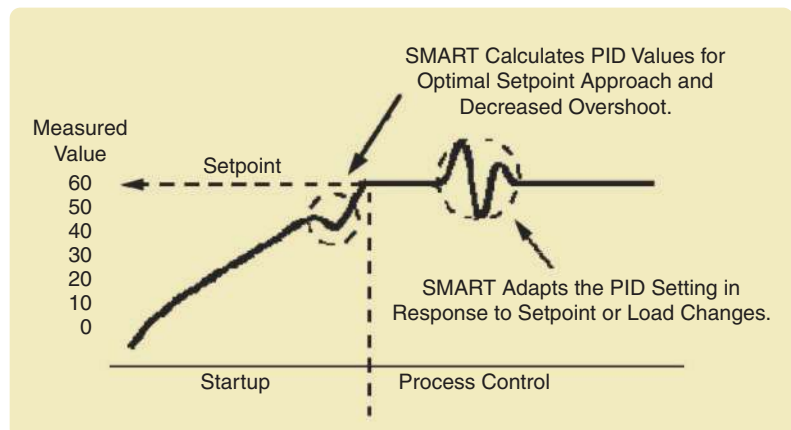 SMART Calculates PID Values for
Optimal Setpoint Approach and
Decreased Overshoot.
Measured
Value
Setpoint
60
50
40
30
20
10
0
SMART Adapts the PID Setting in
Response to Setpoint or Load Changes.
Startup
Process Control